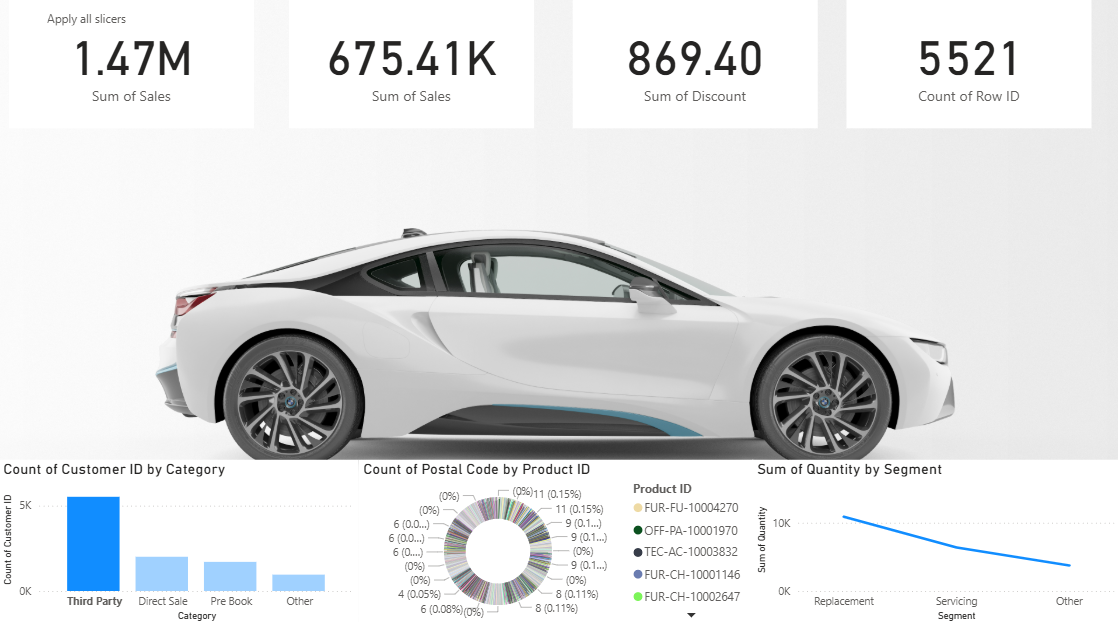 Apply all slicers
1.47M
Sum of Sales
675.41K
Sum of Sales
869.40
Sum of Discount
5521
Count of Row ID
Count of Customer ID by Category
Count of Customer ID
5K
0K
Third Party
Direct Sale
Pre Book
Other
Category
Count of Postal Code by Product ID
(0%)
11 (0.15%)
11 (0.15%)
9 (0.1...)
9 (0.1...)
(0%)
9 (0.1...)
(0%)
8 (0.11%)
8 (0.11%)
(0%)
6 (0.08%)
4 (0.05%)
(0%)
(0%)
6 (0....)
6 (0.0...)
6 (0.0...)
(0%)
(0%)
Product ID
FUR-FU-10004270
OFF-PA-10001970
TEC-AC-10003832
FUR-CH-10001146
FUR-CH-10002647
Sum of Quantity by Segment
Sum of Quantity
10K
0K
Replacement
Servicing
Other
Segment